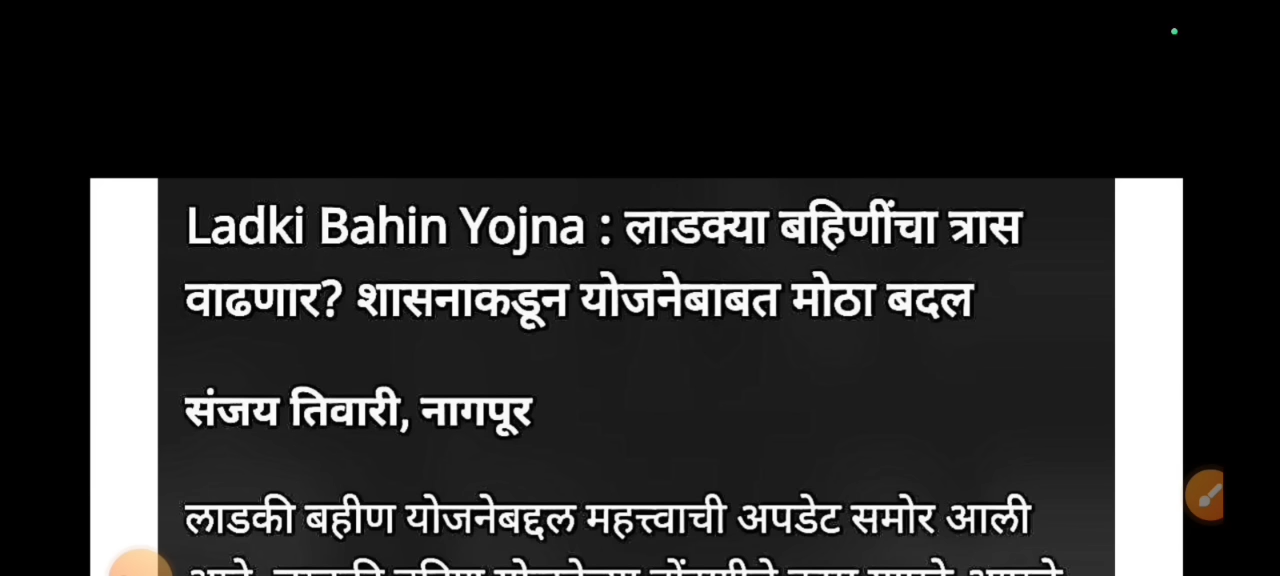 Ladki Bahin Yojna : लाडक्या बहिणींचा त्रास
वाढणार? शासनाकडून योजनेबाबत मोठा बदल
संजय तिवारी, नागपूर
लाडकी बहीण योजनेबद्दल महत्त्वाची अपडेट समोर आली